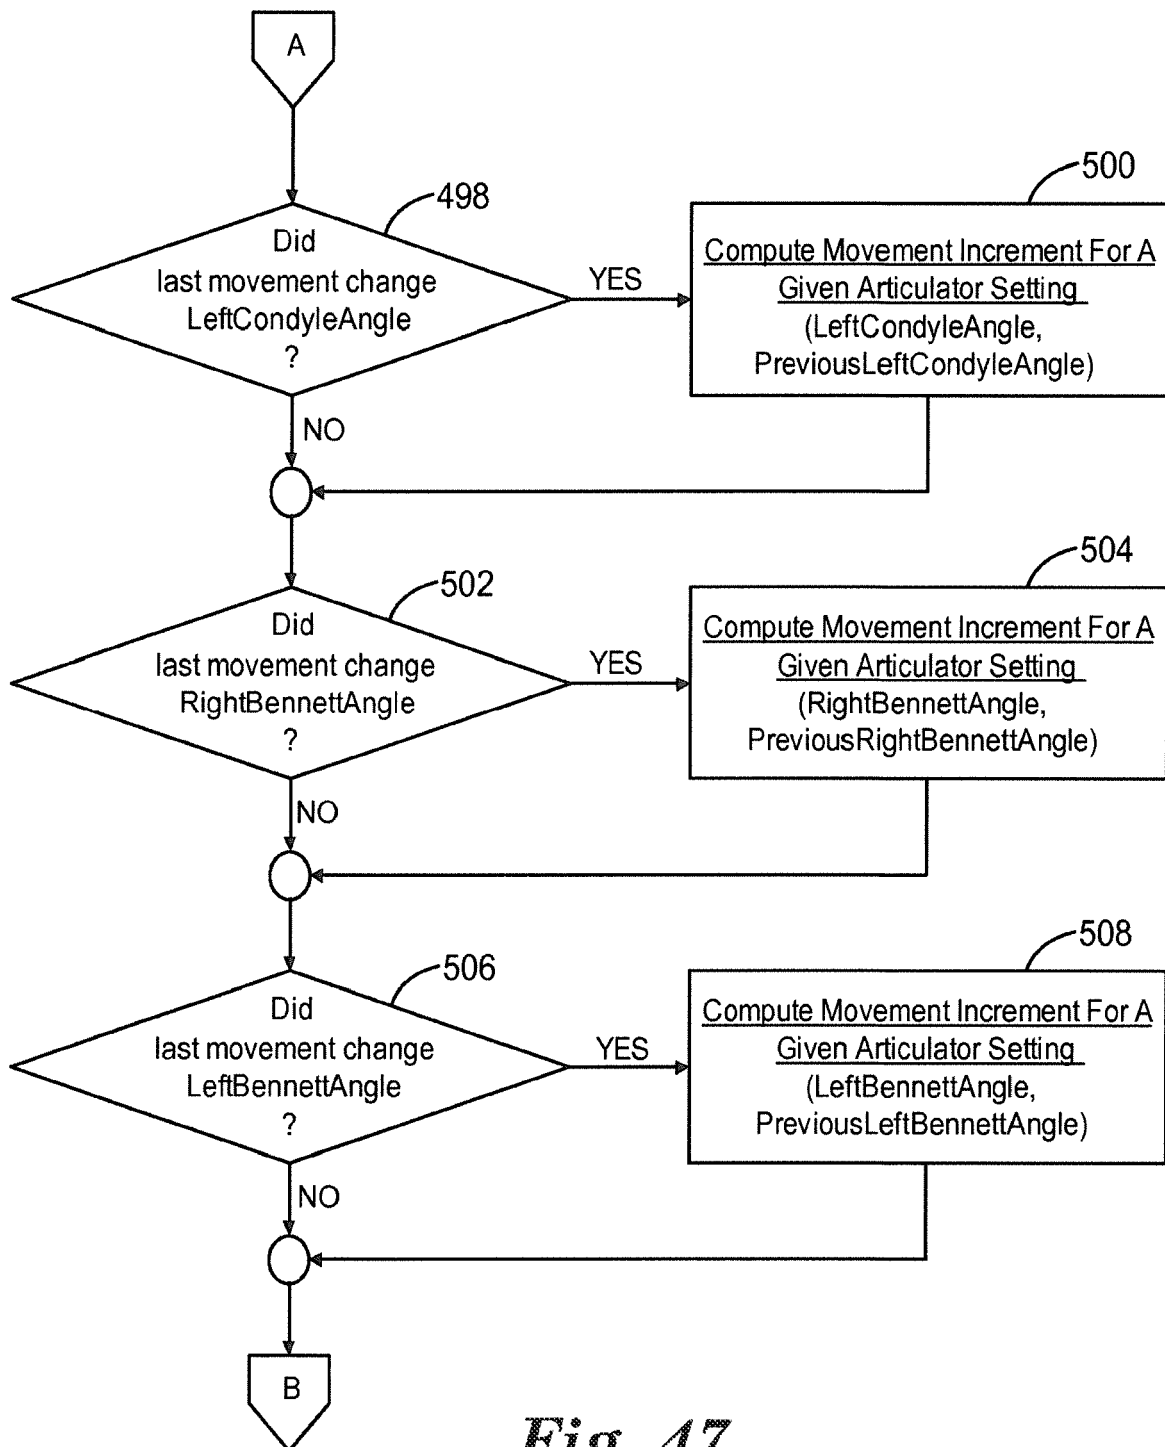 A
498
Did
last movement change
LeftCondyleAngle
?
YES
500
Compute Movement Increment For A
Given Articulator Setting
(LeftCondyleAngle,
PreviousLeftCondyleAngle)
NO
502
Did
last movement change
RightBennettAngle
?
YES
504
Compute Movement Increment For A
Given Articulator Setting
(RightBennettAngle,
PreviousRightBennettAngle)
NO
506
Did
last movement change
LeftBennettAngle
?
YES
508
Compute Movement Increment For A
Given Articulator Setting
(LeftBennettAngle,
PreviousLeftBennettAngle)
NO
B
Fig. 47